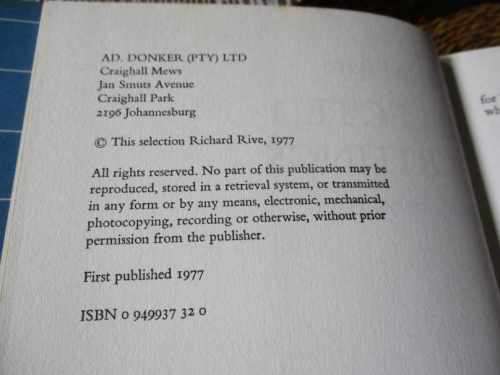 AD. DONKER (PTY) LTD
Craighall Mews
Jan Smuts Avenue
Craighall Park
2196 Johannesburg
© This selection Richard Rive, 1977
All rights reserved. No part of this publication may be
reproduced, stored in a retrieval system, or transmitted
in any form or by any means, electronic, mechanical,
photocopying, recording or otherwise, without prior
permission from the publisher.
First published 1977
ISBN 0 949937 32 0
for